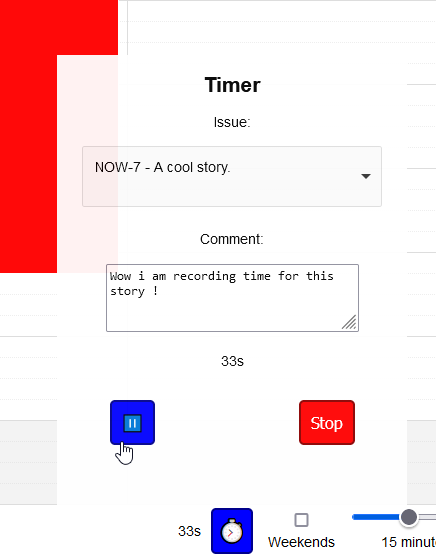 Timer
Issue:
NOW-7 - A cool story.
Comment:
Wow i am recording time for this
story !
33s
Stop
33s
Weekends
15 minut